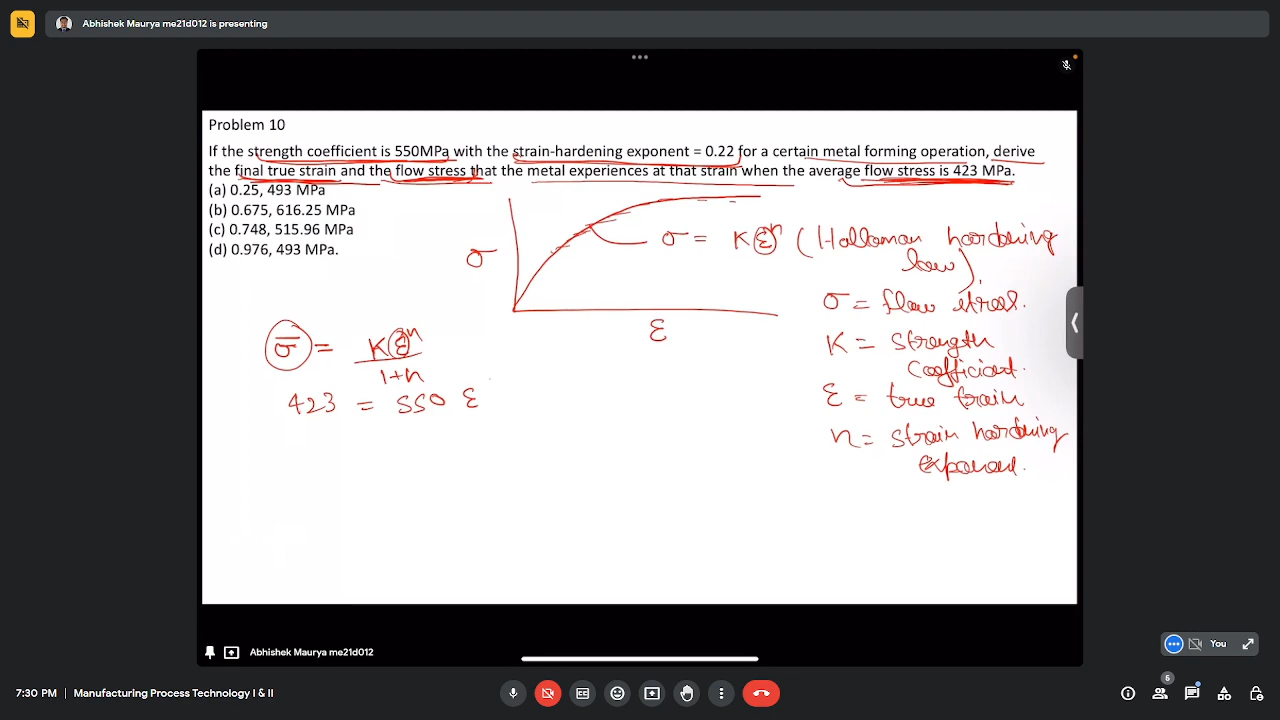 Abhishek Maurya me21d012 is presenting
Problem 10
If the strength coefficient is 550MPa with the strain-hardening exponent = 0.22 for a certain metal forming operation, derive
the final true strain and the flow stress that the metal experiences at that strain when the average flow stress is 423 MPa.
(a) 0.25, 493 MPa
(b) 0.675, 616.25 MPa
(c) 0.748, 515.96 MPa
(d) 0.976, 493 MPa.
σ
ε
σ = Kεⁿ (Holloman hardening
law).
σ = flow stress.
K = strength
coefficient.
ε = true train
n = strain hardening
exponent.
σ̅ = Kεⁿ
1+n
423 = 550 ε
Abhishek Maurya me21d012
You
7:30 PM | Manufacturing Process Technology I & II
6